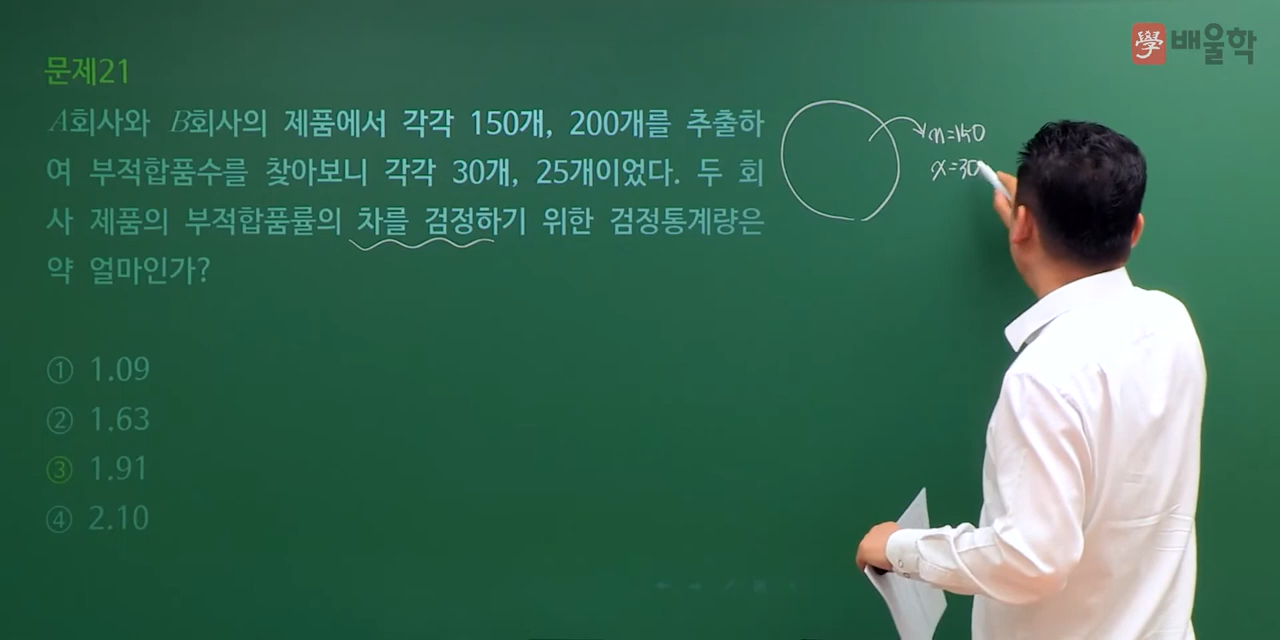 學 배울학
문제21
A회사와 B회사의 제품에서 각각 150개, 200개를 추출하
여 부적합품수를 찾아보니 각각 30개, 25개이었다. 두 회
사 제품의 부적합품률의 차를 검정하기 위한 검정통계량은
약 얼마인가?
n=150
x=30
① 1.09
② 1.63
③ 1.91
④ 2.10